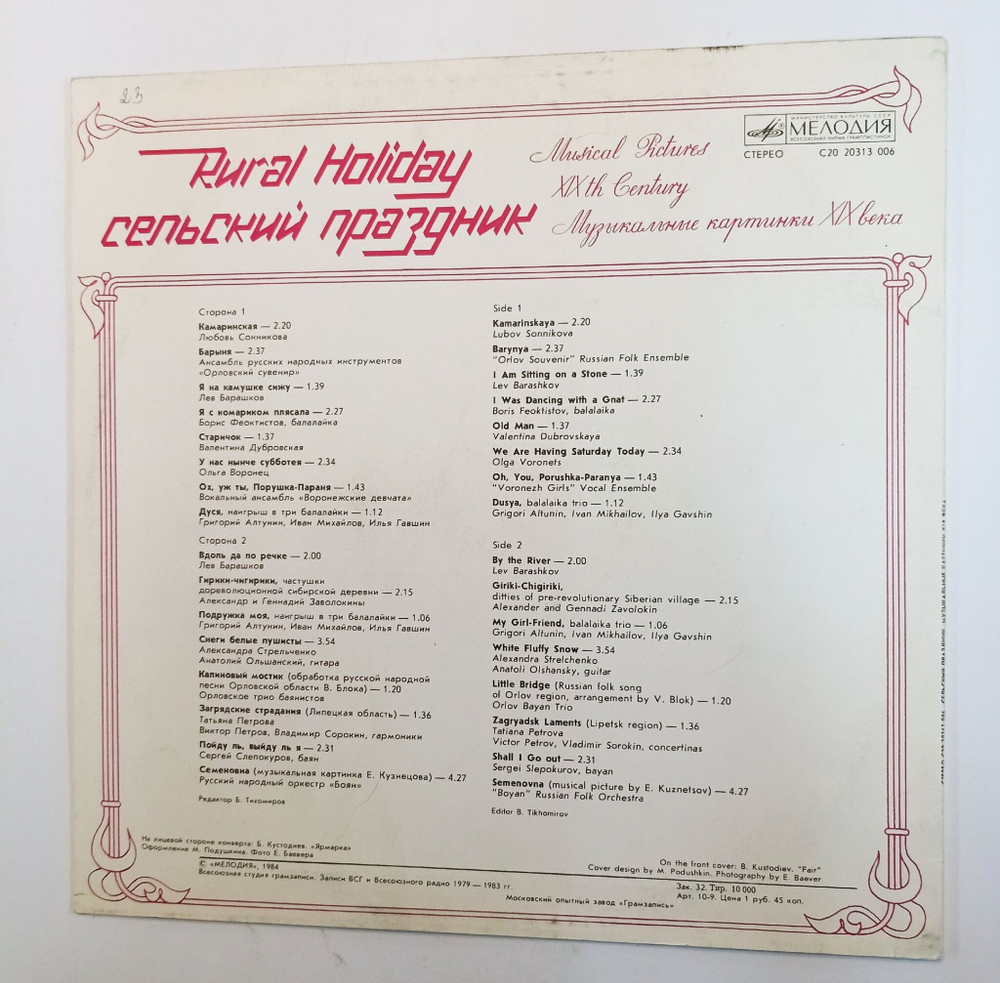 23
Rural Holiday
сельский праздник
Musical Pictures
XIXth Century
Музыкальные картинки XIX века
МИНИСТЕРСТВО КУЛЬТУРЫ СССР
МЕЛОДИЯ
ВСЕСОЮЗНАЯ ФИРМА ГРАМПЛАСТИНОК
СТЕРЕО
С20 20313 006
Сторона 1
Камаринская — 2.20
Любовь Сонникова
Барыня — 2.37
Ансамбль русских народных инструментов
«Орловский сувенир»
Я на камушке сижу — 1.39
Лев Барашков
Я с комариком плясала — 2.27
Борис Феоктистов, балалайка
Старичок — 1.37
Валентина Дубровская
У нас нынче субботея — 2.34
Ольга Воронец
Ох, уж ты, Порушка-Параня — 1.43
Вокальный ансамбль «Воронежские девчата»
Дуся, наигрыш в три балалайки — 1.12
Григорий Алтунин, Иван Михайлов, Илья Гавшин
Сторона 2
Вдоль да по речке — 2.00
Лев Барашков
Гирики-чигирики, частушки
дореволюционной сибирской деревни — 2.15
Александр и Геннадий Заволокины
Подружка моя, наигрыш в три балалайки — 1.06
Григорий Алтунин, Иван Михайлов, Илья Гавшин
Снеги белые пушисты — 3.54
Александра Стрельченко
Анатолий Ольшанский, гитара
Калиновый мостик (обработка русской народной
песни Орловской области В. Блока) — 1.20
Орловское трио баянистов
Загрядские страдания (Липецкая область) — 1.36
Татьяна Петрова
Виктор Петров, Владимир Сорокин, гармоники
Пойду ль, выйду ль я — 2.31
Сергей Слепокуров, баян
Семеновна (музыкальная картинка Е. Кузнецова) — 4.27
Русский народный оркестр «Боян»
Редактор Б. Тихомиров
Side 1
Kamarinskaya — 2.20
Lubov Sonnikova
Barynya — 2.37
"Orlov Souvenir" Russian Folk Ensemble
I Am Sitting on a Stone — 1.39
Lev Barashkov
I Was Dancing with a Gnat — 2.27
Boris Feoktistov, balalaika
Old Man — 1.37
Valentina Dubrovskaya
We Are Having Saturday Today — 2.34
Olga Voronets
Oh, You, Porushka-Paranya — 1.43
"Voronezh Girls" Vocal Ensemble
Dusya, balalaika trio — 1.12
Grigori Altunin, Ivan Mikhailov, Ilya Gavshin
Side 2
By the River — 2.00
Lev Barashkov
Giriki-Chigiriki,
ditties of pre-revolutionary Siberian village — 2.15
Alexander and Gennadi Zavolokin
My Girl-Friend, balalaika trio — 1.06
Grigori Altunin, Ivan Mikhailov, Ilya Gavshin
White Fluffy Snow — 3.54
Alexandra Strelchenko
Anatoli Olshansky, guitar
Little Bridge (Russian folk song
of Orlov region, arrangement by V. Blok) — 1.20
Orlov Bayan Trio
Zagryadsk Laments (Lipetsk region) — 1.36
Tatiana Petrova
Victor Petrov, Vladimir Sorokin, concertinas
Shall I Go out — 2.31
Sergei Slepokurov, bayan
Semenovna (musical picture by E. Kuznetsov) — 4.27
"Boyan" Russian Folk Orchestra
Editor B. Tikhomirov
На лицевой стороне конверта: Б. Кустодиев. «Ярмарка»
Оформление М. Подушкина. Фото Е. Баевера
© «МЕЛОДИЯ», 1984
Всесоюзная студия грамзаписи. Записи ВСГ и Всесоюзного радио 1979 — 1983 гг.
On the front cover: B. Kustodiev. "Fair"
Cover design by M. Podushkin. Photography by E. Baever
Московский опытный завод «Грамзапись»
Зак. 32. Тир. 10 000
Арт. 10-9. Цена 1 руб. 45 коп.